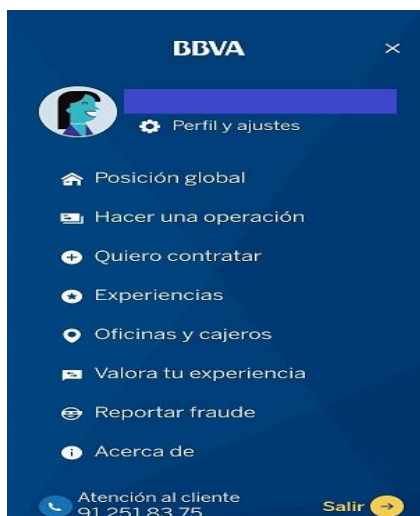 BBVA
Perfil y ajustes
Posición global
Hacer una operación
Quiero contratar
Experiencias
Oficinas y cajeros
Valora tu experiencia
Reportar fraude
Acerca de
Atención al cliente
91 251 83 75
Salir